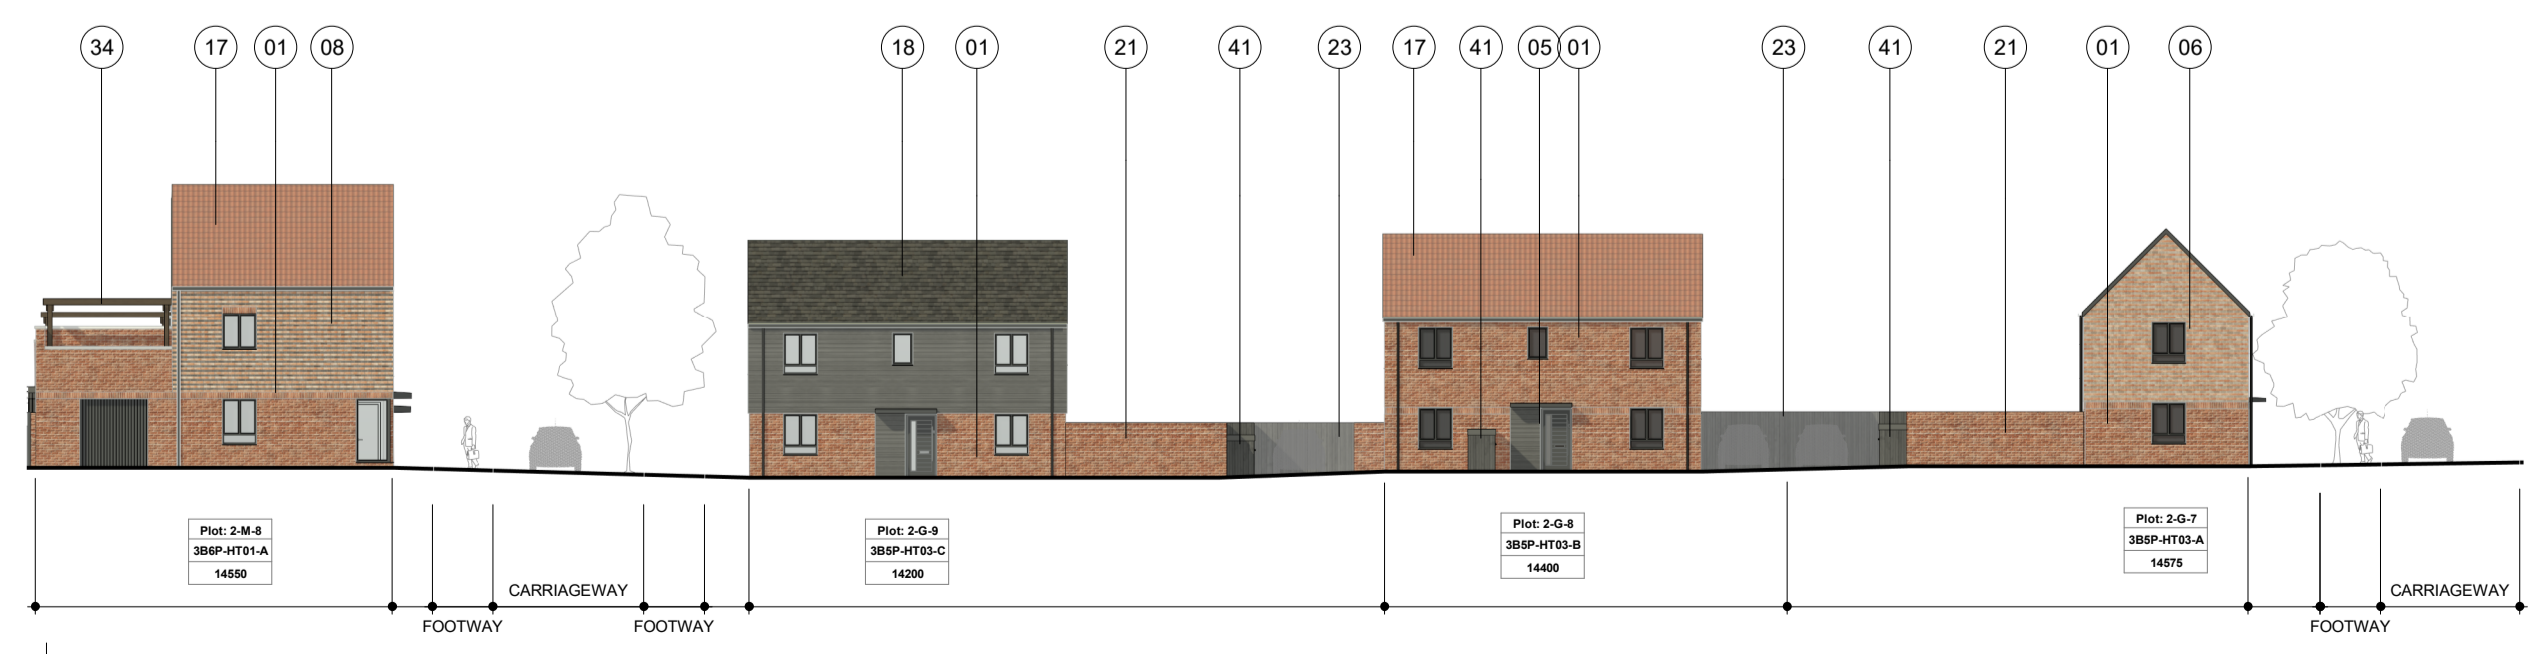 34 17 01 08 18 01 21 41 23 17 41 05 01 23 41 21 01 06
Plot: 2-M-8
3B6P-HT01-A
14550
Plot: 2-G-9
3B5P-HT03-C
14200
Plot: 2-G-8
3B5P-HT03-B
14400
Plot: 2-G-7
3B5P-HT03-A
14575
CARRIAGEWAY
CARRIAGEWAY
FOOTWAY
FOOTWAY
FOOTWAY